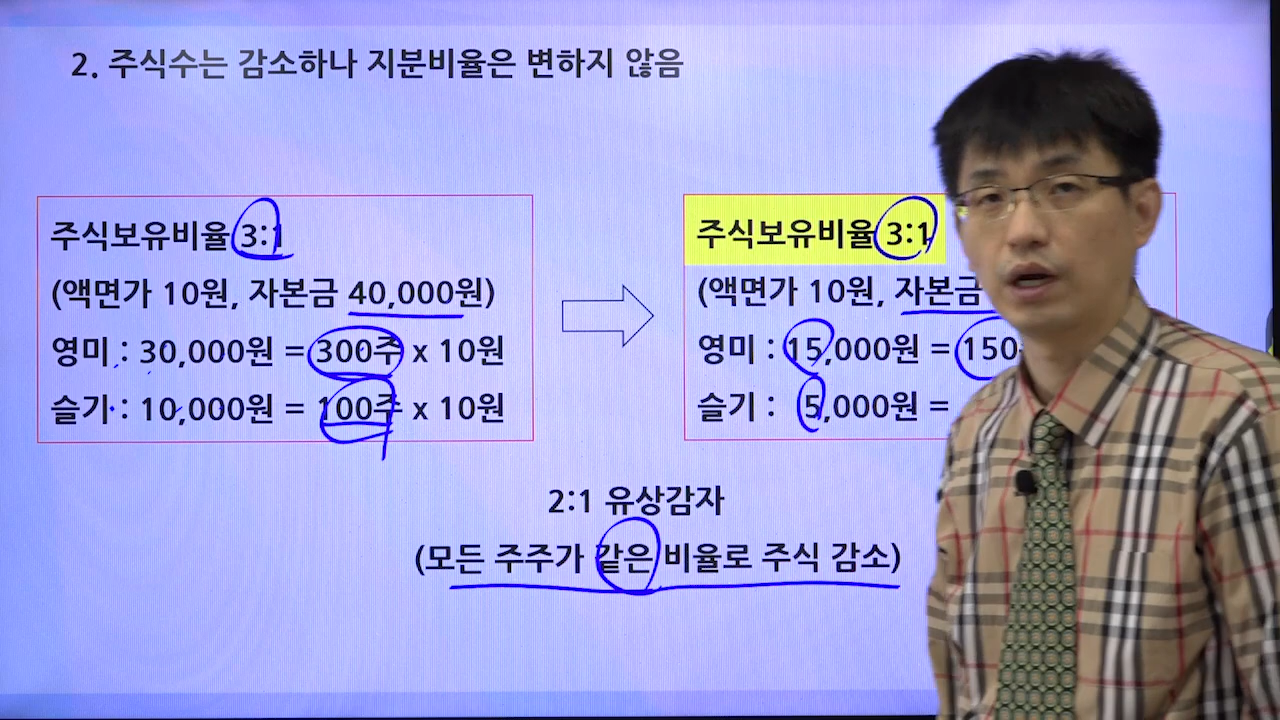 2. 주식수는 감소하나 지분비율은 변하지 않음
주식보유비율 3:1
(액면가 10원, 자본금 40,000원)
영미 : 30,000원 = 300주 x 10원
슬기 : 10,000원 = 100주 x 10원
주식보유비율 3:1
(액면가 10원, 자본금
영미 : 15,000원 = 150
슬기 : 5,000원 =
2:1 유상감자
(모든 주주가 같은 비율로 주식 감소)